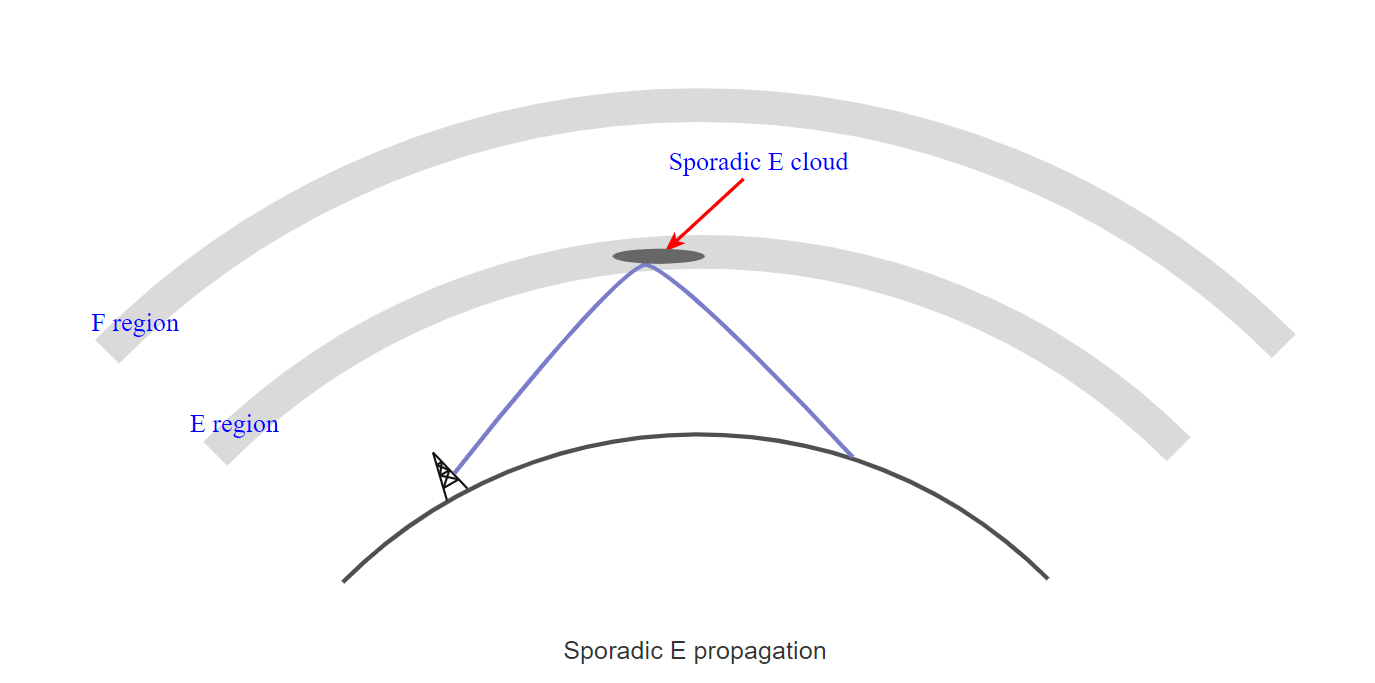 Sporadic E cloud
F region
E region
Sporadic E propagation